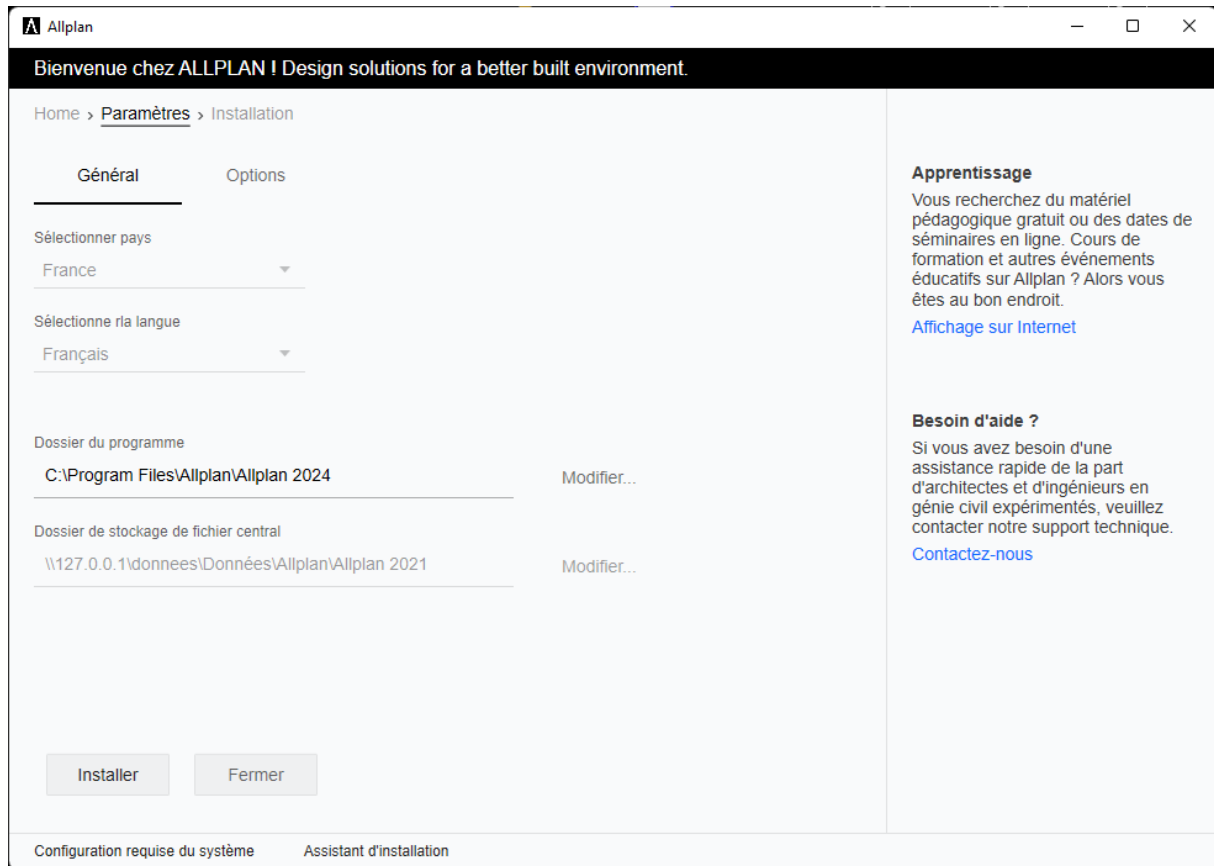 Allplan
Bienvenue chez ALLPLAN ! Design solutions for a better built environment.
Home › Paramètres › Installation
Général Options
Sélectionner pays
France
Sélectionne rla langue
Français
Dossier du programme
C:\Program Files\Allplan\Allplan 2024 Modifier...
Dossier de stockage de fichier central
\\127.0.0.1\donnees\Données\Allplan\Allplan 2021 Modifier...
Installer Fermer
Apprentissage
Vous recherchez du matériel
pédagogique gratuit ou des dates de
séminaires en ligne. Cours de
formation et autres événements
éducatifs sur Allplan ? Alors vous
êtes au bon endroit.
Affichage sur Internet
Besoin d'aide ?
Si vous avez besoin d'une
assistance rapide de la part
d'architectes et d'ingénieurs en
génie civil expérimentés, veuillez
contacter notre support technique.
Contactez-nous
Configuration requise du système Assistant d'installation